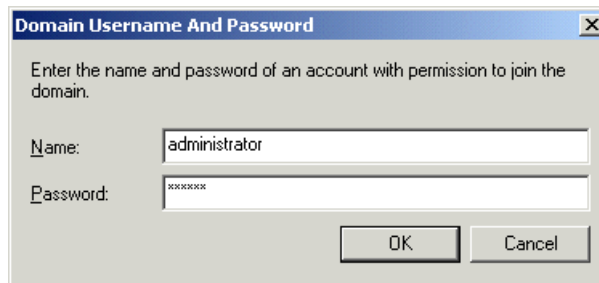 Domain Username And Password
Enter the name and password of an account with permission to join the
domain.
Name: administrator
Password: ××××××
OK Cancel